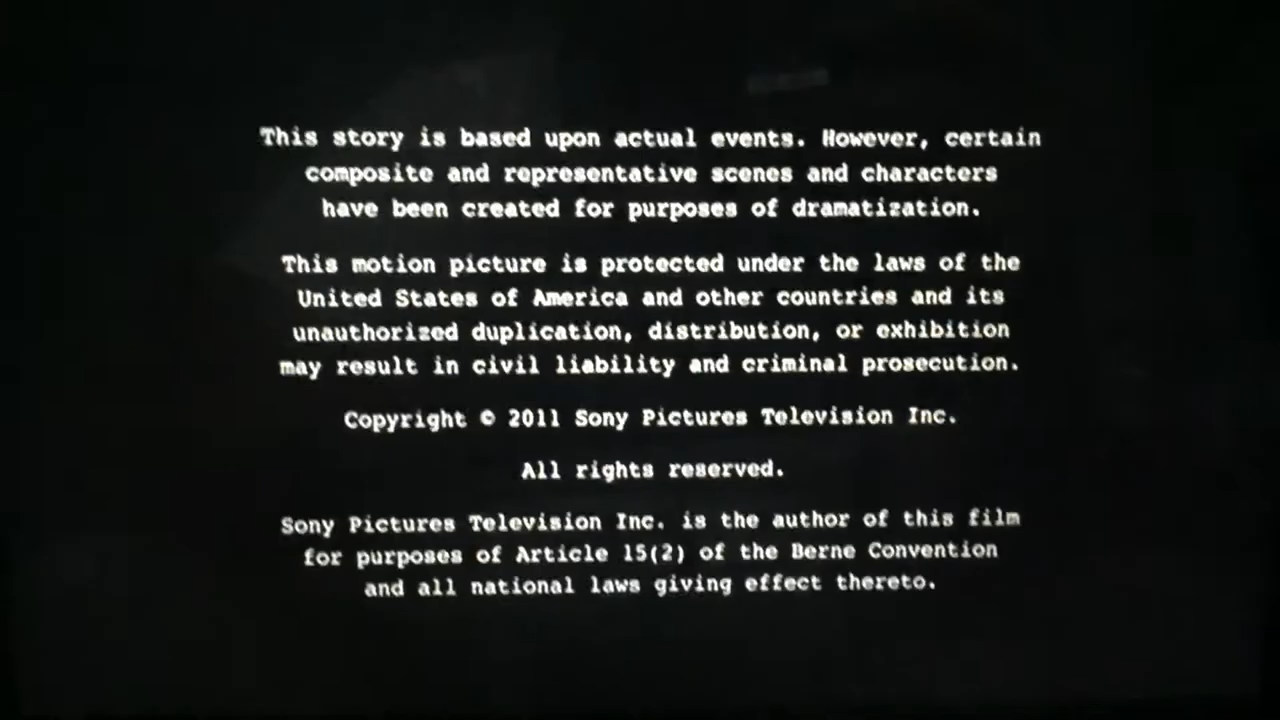 This story is based upon actual events. However, certain
composite and representative scenes and characters
have been created for purposes of dramatization.
This motion picture is protected under the laws of the
United States of America and other countries and its
unauthorized duplication, distribution, or exhibition
may result in civil liability and criminal prosecution.
Copyright © 2011 Sony Pictures Television Inc.
All rights reserved.
Sony Pictures Television Inc. is the author of this film
for purposes of Article 15(2) of the Berne Convention
and all national laws giving effect thereto.